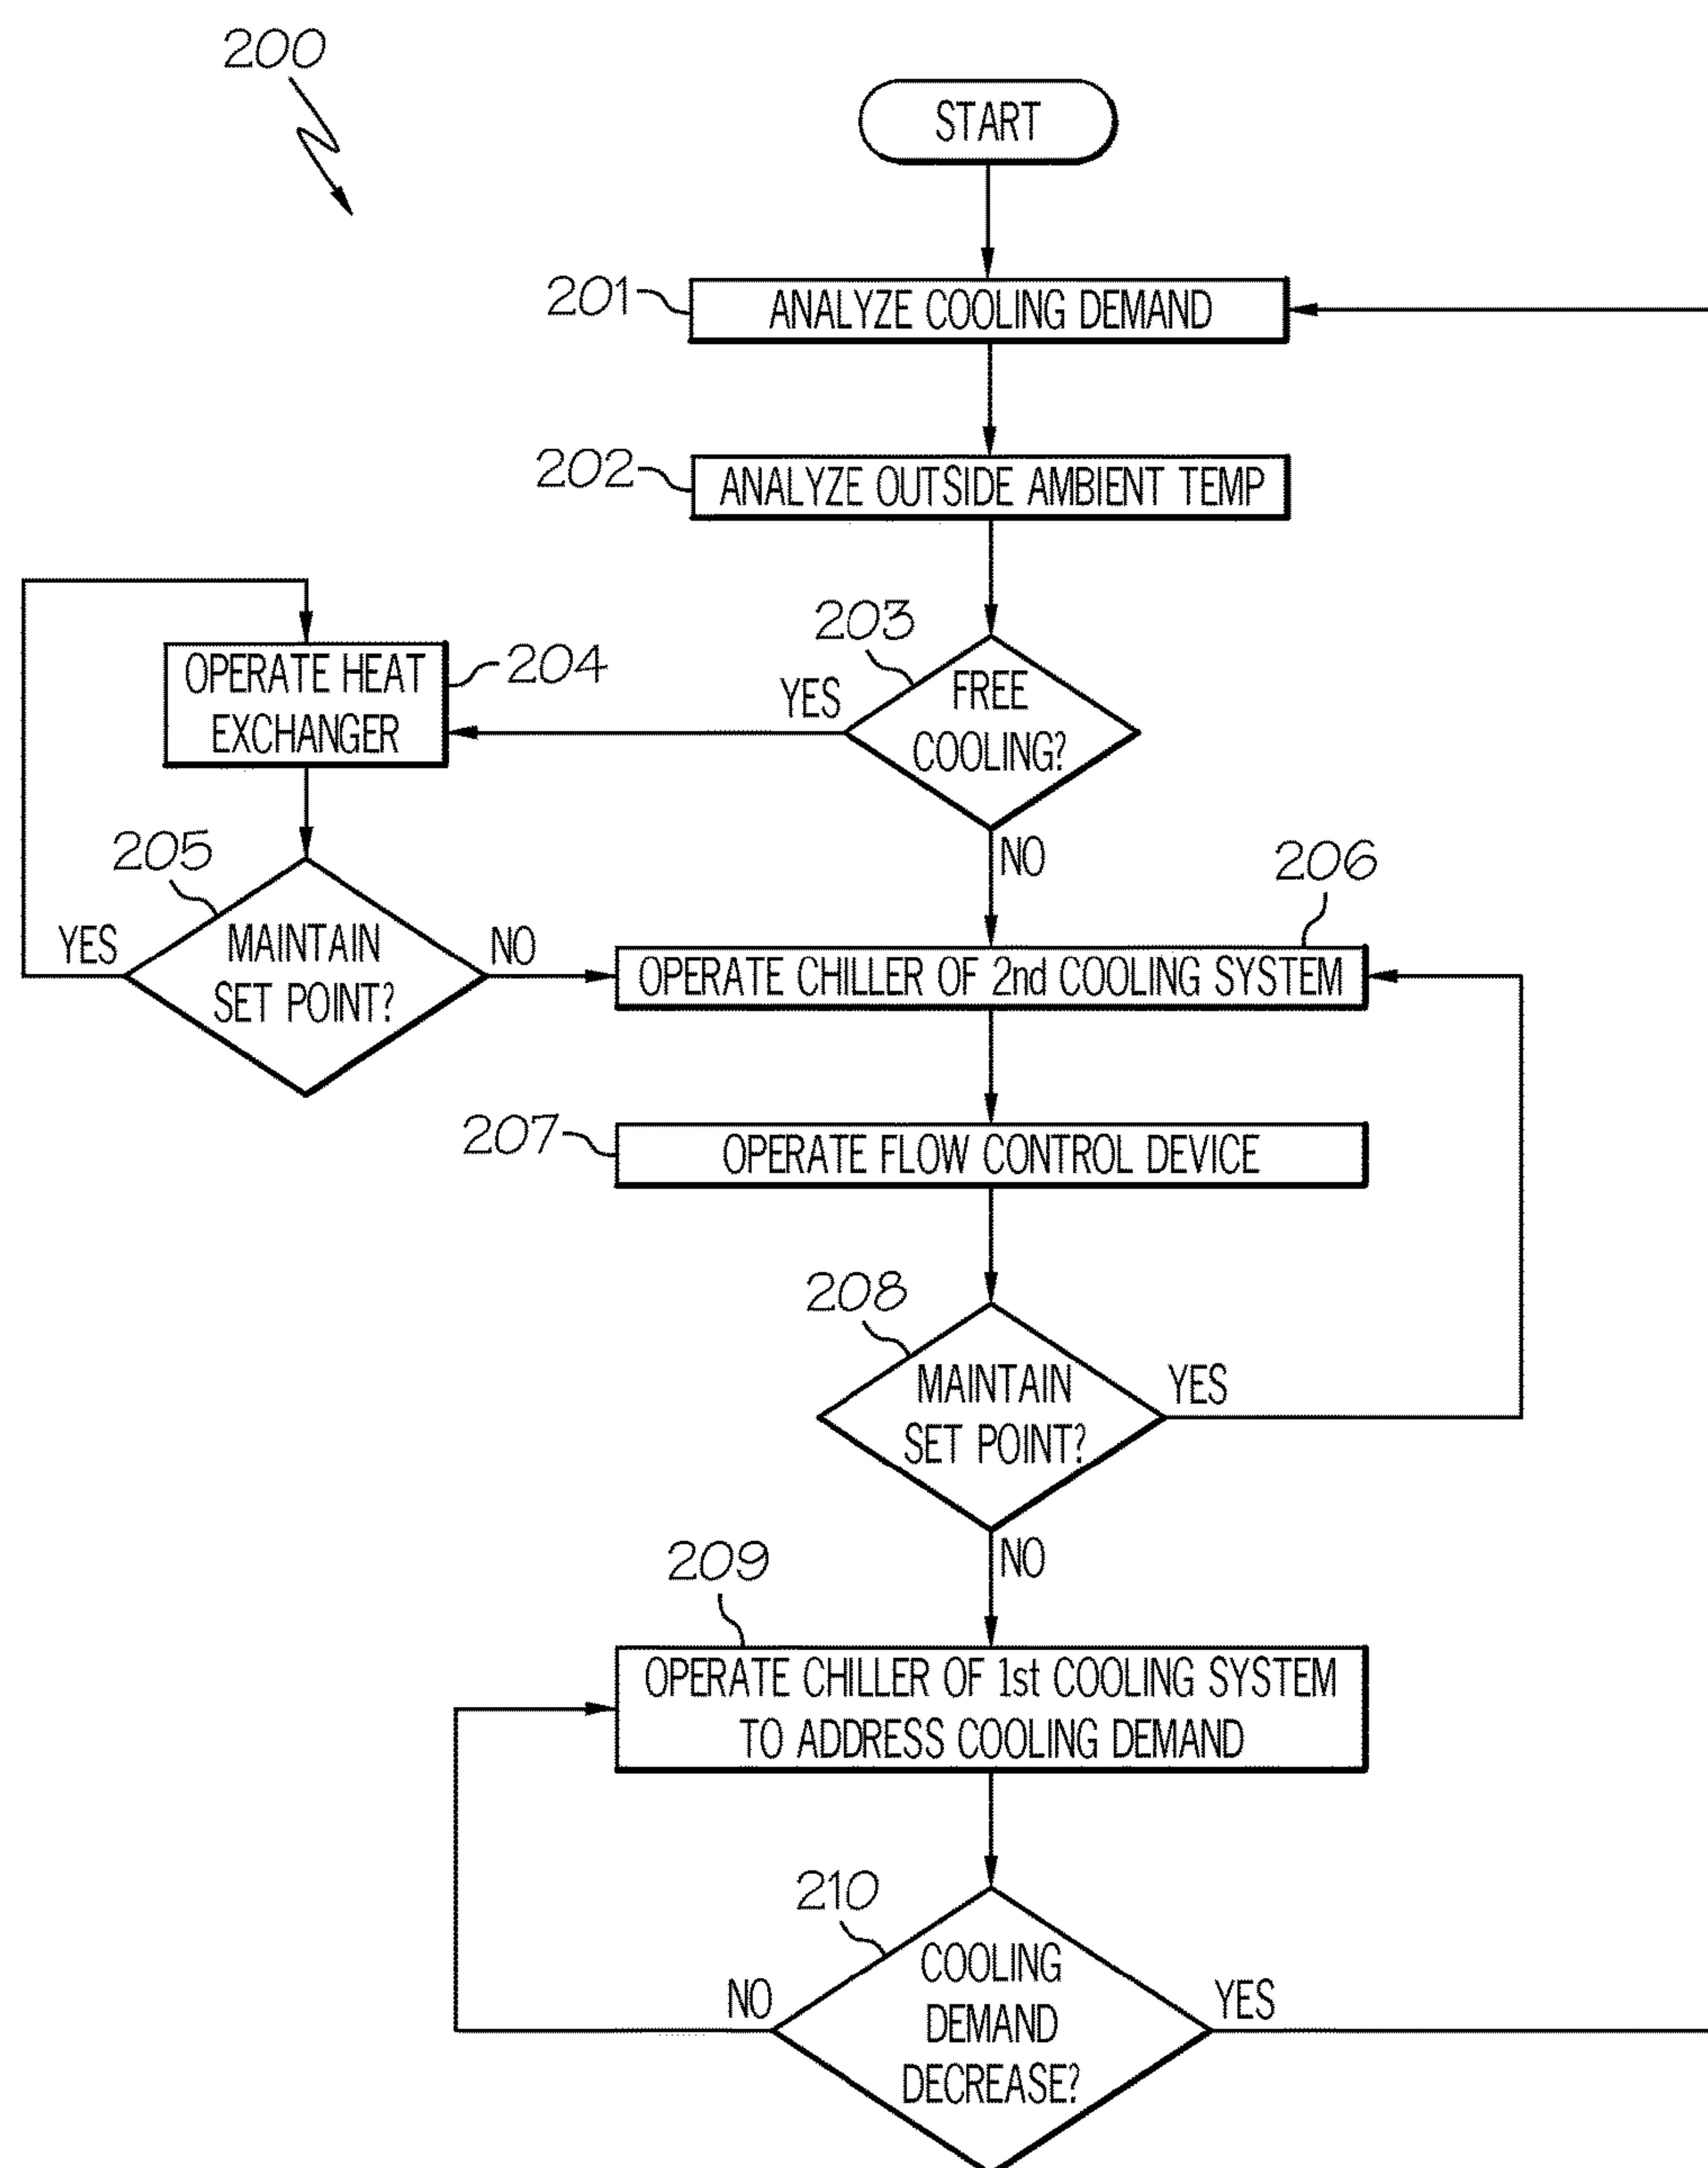 200
START
201
ANALYZE COOLING DEMAND
202
ANALYZE OUTSIDE AMBIENT TEMP
203
YES
FREE
COOLING?
NO
OPERATE HEAT
EXCHANGER
204
205
YES
MAINTAIN
SET POINT?
NO
206
OPERATE CHILLER OF 2nd COOLING SYSTEM
207
OPERATE FLOW CONTROL DEVICE
208
MAINTAIN
SET POINT?
YES
NO
209
OPERATE CHILLER OF 1st COOLING SYSTEM
TO ADDRESS COOLING DEMAND
210
NO
COOLING
DEMAND
DECREASE?
YES